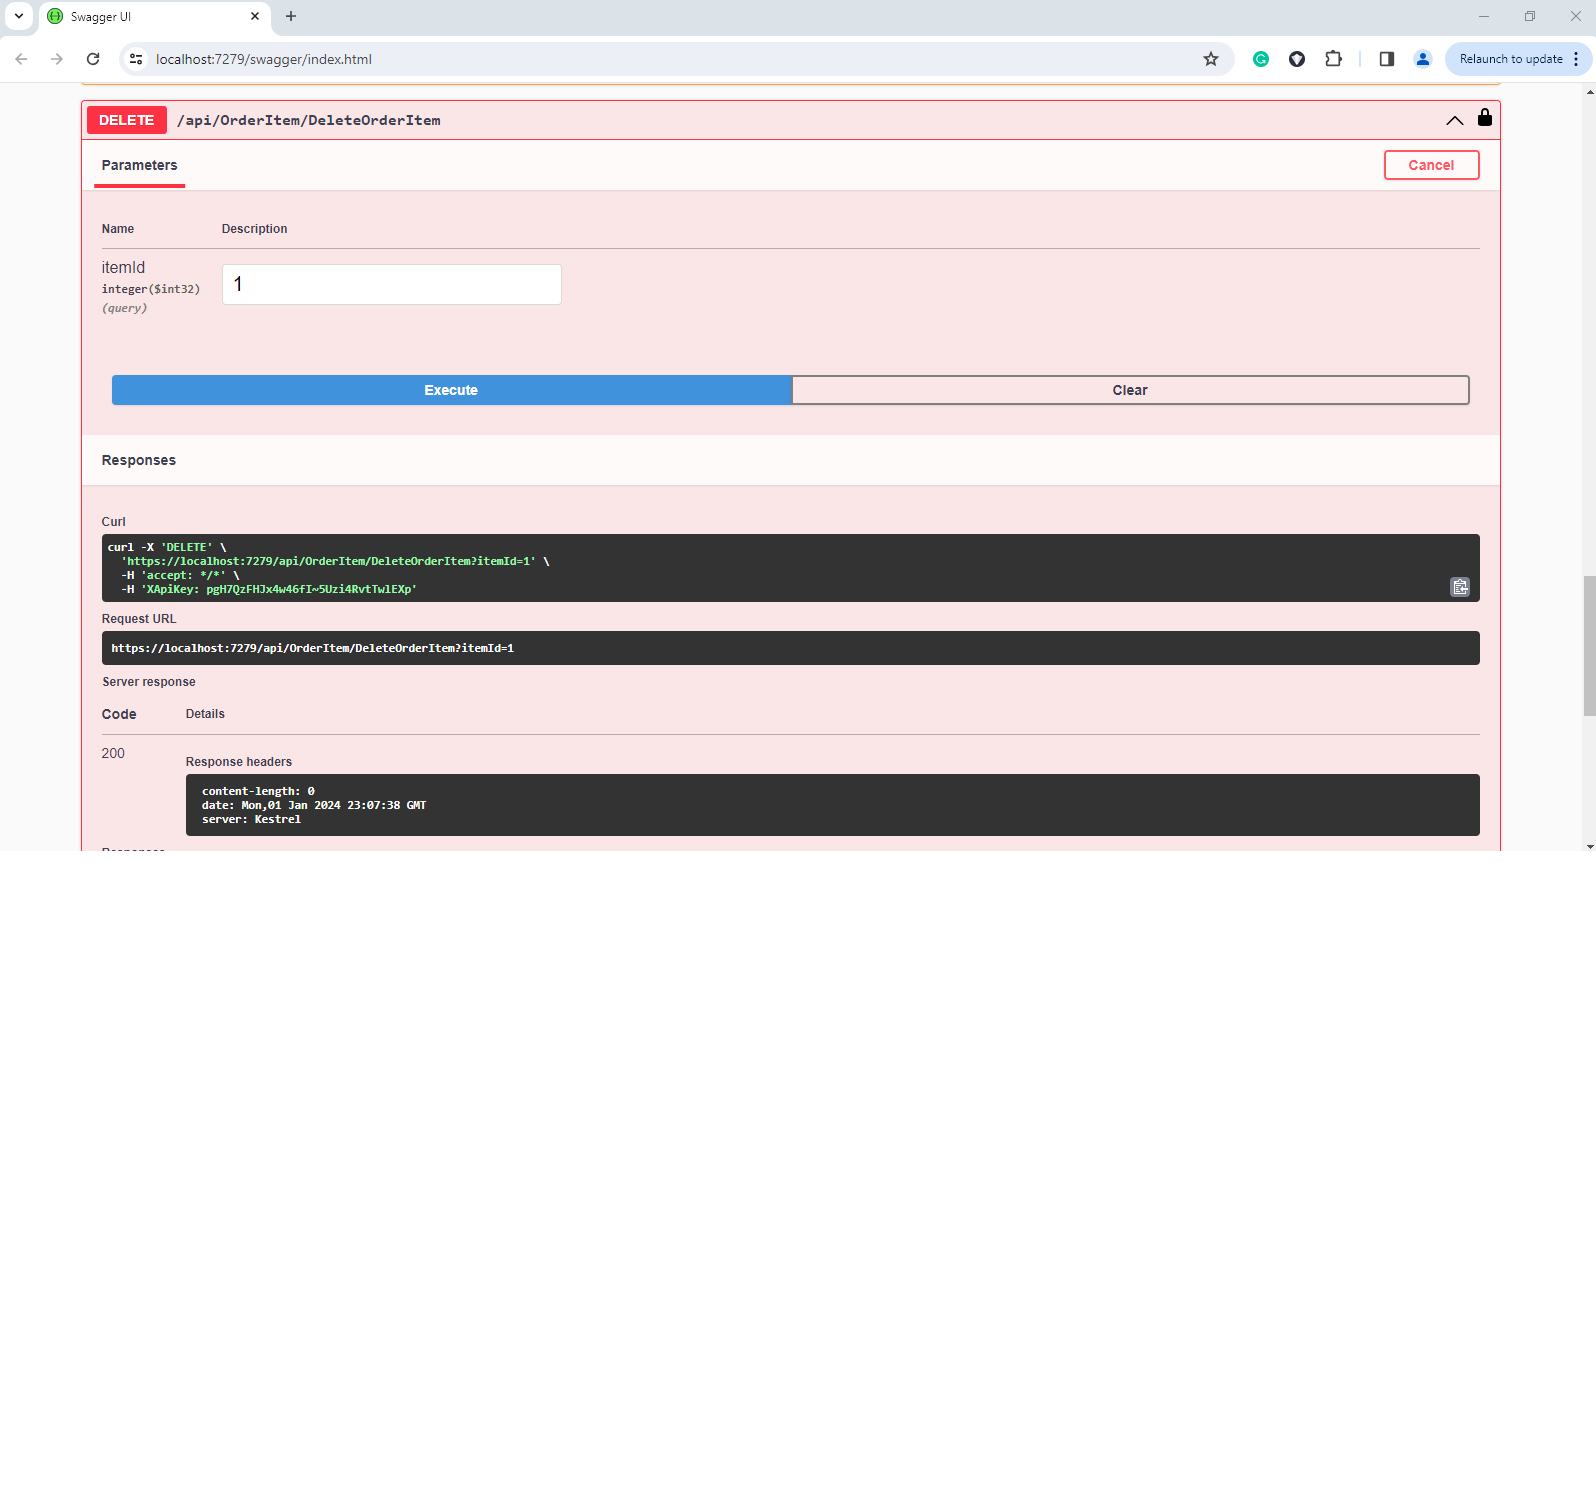 Swagger UI
localhost:7279/swagger/index.html
Relaunch to update
DELETE /api/OrderItem/DeleteOrderItem
Parameters
Cancel
Name Description
itemId
integer($int32)
(query)
1
Execute
Clear
Responses
Curl
curl -X 'DELETE' \
'https://localhost:7279/api/OrderItem/DeleteOrderItem?itemId=1' \
-H 'accept: */*' \
-H 'XApiKey: pgH7QzFHJx4w46fI~5Uzi4RvtTwlEXp'
Request URL
https://localhost:7279/api/OrderItem/DeleteOrderItem?itemId=1
Server response
Code Details
200
Response headers
content-length: 0
date: Mon,01 Jan 2024 23:07:38 GMT
server: Kestrel
Responses